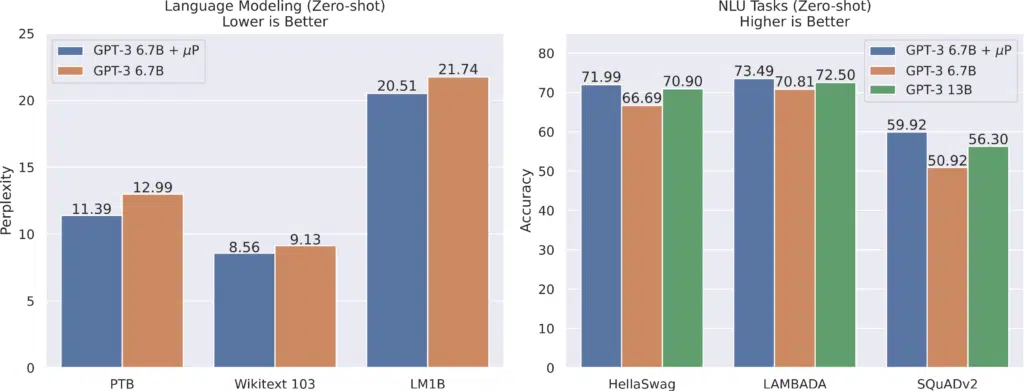 Language Modeling (Zero-shot)
Lower is Better
25
20
15
10
5
0
Perplexity
GPT-3 6.7B + μP
GPT-3 6.7B
11.39
12.99
8.56
9.13
20.51
21.74
PTB
Wikitext 103
LM1B
NLU Tasks (Zero-shot)
Higher is Better
80
70
60
50
40
30
20
10
0
Accuracy
GPT-3 6.7B + μP
GPT-3 6.7B
GPT-3 13B
71.99
66.69
70.90
73.49
70.81
72.50
59.92
50.92
56.30
HellaSwag
LAMBADA
SQuADv2